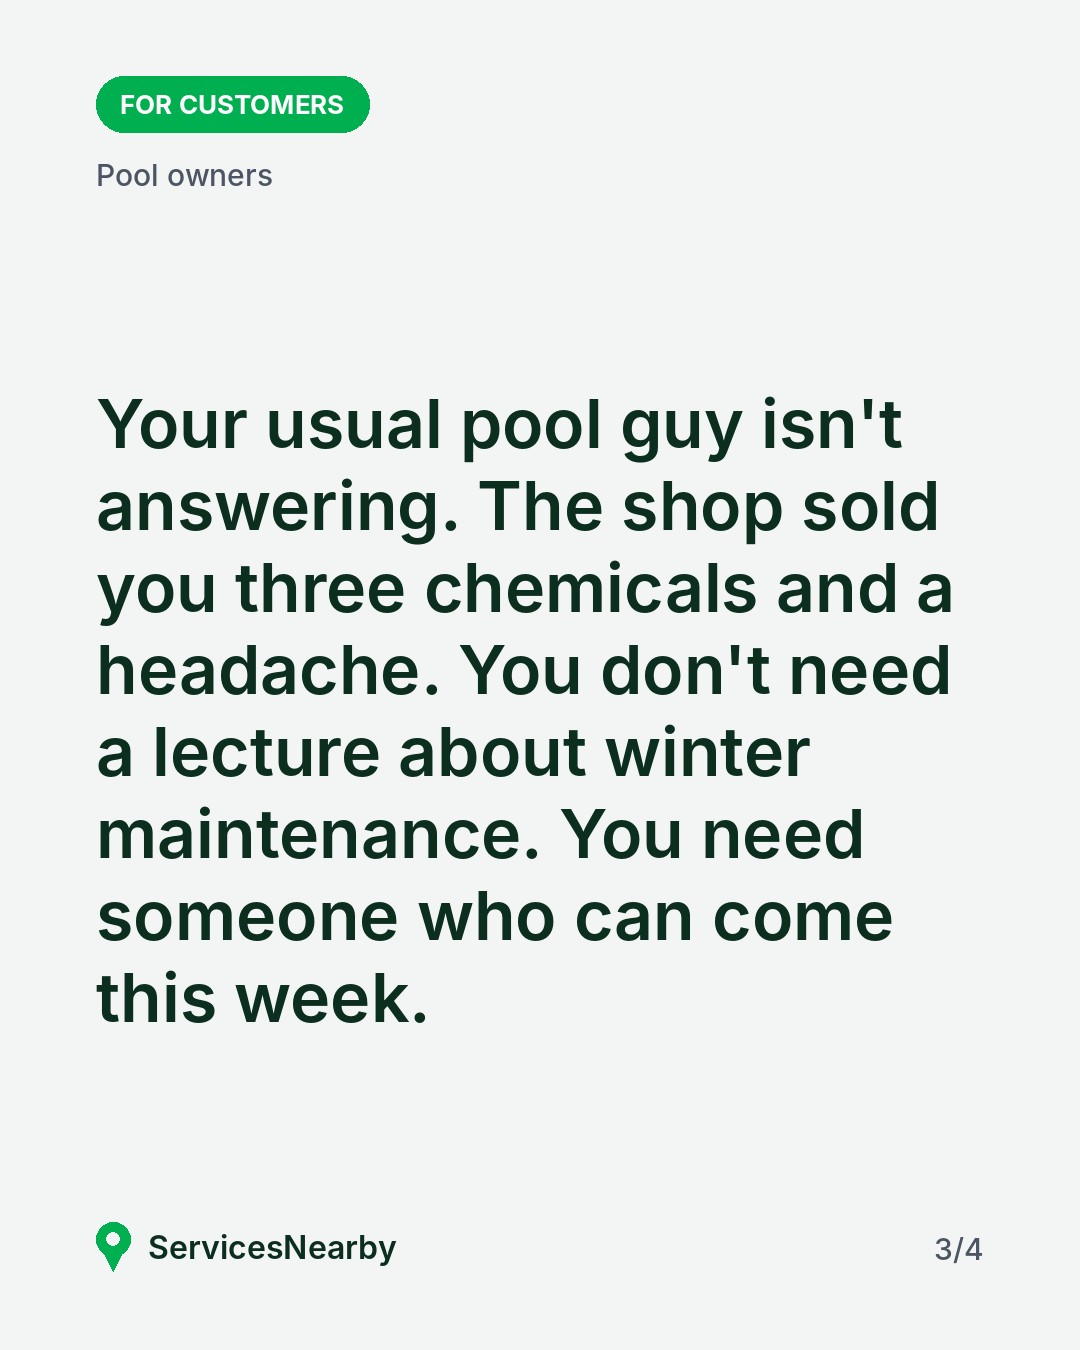 FOR CUSTOMERS
Pool owners
Your usual pool guy isn't
answering. The shop sold
you three chemicals and a
headache. You don't need
a lecture about winter
maintenance. You need
someone who can come
this week.
ServicesNearby
3/4